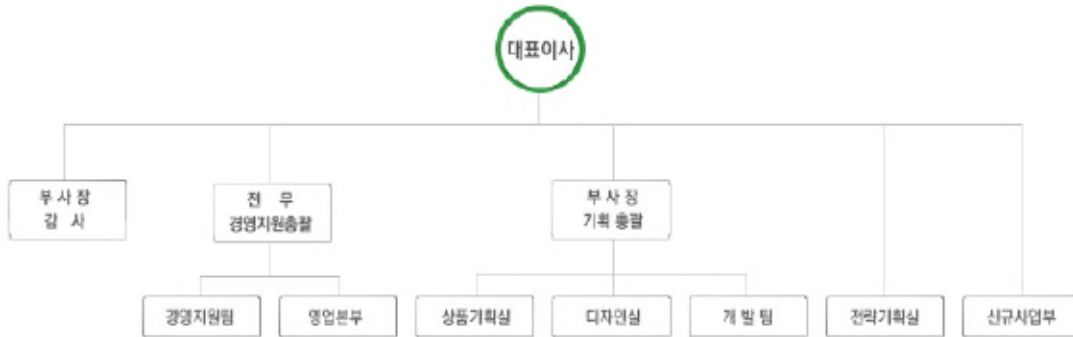 대표이사
부 사 장
감 사
전 무
경영지원총괄
부 사 장
기 획 총 괄
경영지원팀
영업본부
상품기획실
디자인실
개 발 팀
전략기획실
신규사업부